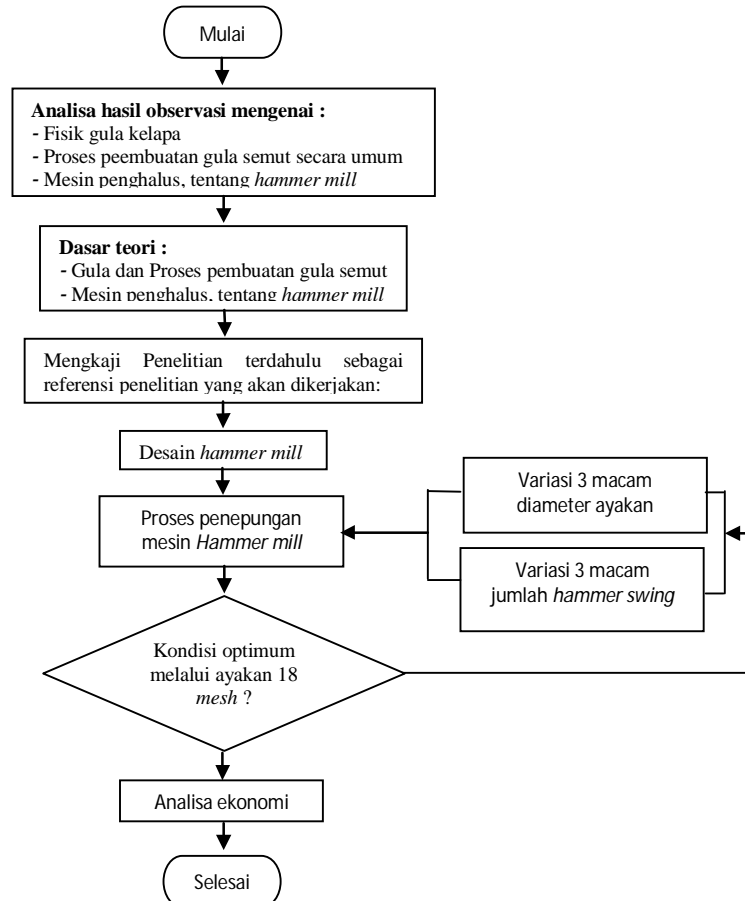 Mulai
Analisa hasil observasi mengenai :
- Fisik gula kelapa
- Proses peembuatan gula semut secara umum
- Mesin penghalus, tentang hammer mill
Dasar teori :
- Gula dan Proses pembuatan gula semut
- Mesin penghalus, tentang hammer mill
Mengkaji Penelitian terdahulu sebagai
referensi penelitian yang akan dikerjakan:
Desain hammer mill
Proses penepungan
mesin Hammer mill
Variasi 3 macam
diameter ayakan
Variasi 3 macam
jumlah hammer swing
Kondisi optimum
melalui ayakan 18
mesh ?
Analisa ekonomi
Selesai